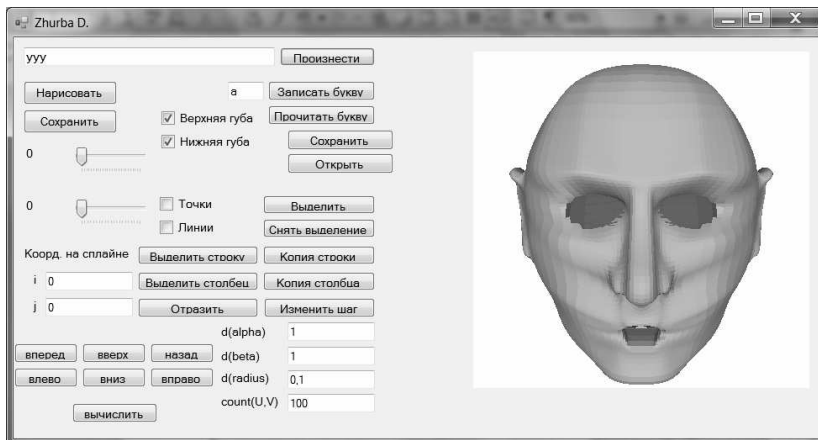 Zhurba D.
yyy Произнести
Нарисовать a Записать букву
Сохранить Верхняя губа Прочитать букву
Нижняя губа Сохранить
0 Открыть
0 Точки Выделить
Линии Снять выделение
Коорд. на сплайне Выделить строку Копия строки
i 0 Выделить столбец Копия столбца
j 0 Отразить Изменить шаг
d(alpha) 1
вперед вверх назад d(beta) 1
влево вниз вправо d(radius) 0,1
count(U,V) 100
вычислить